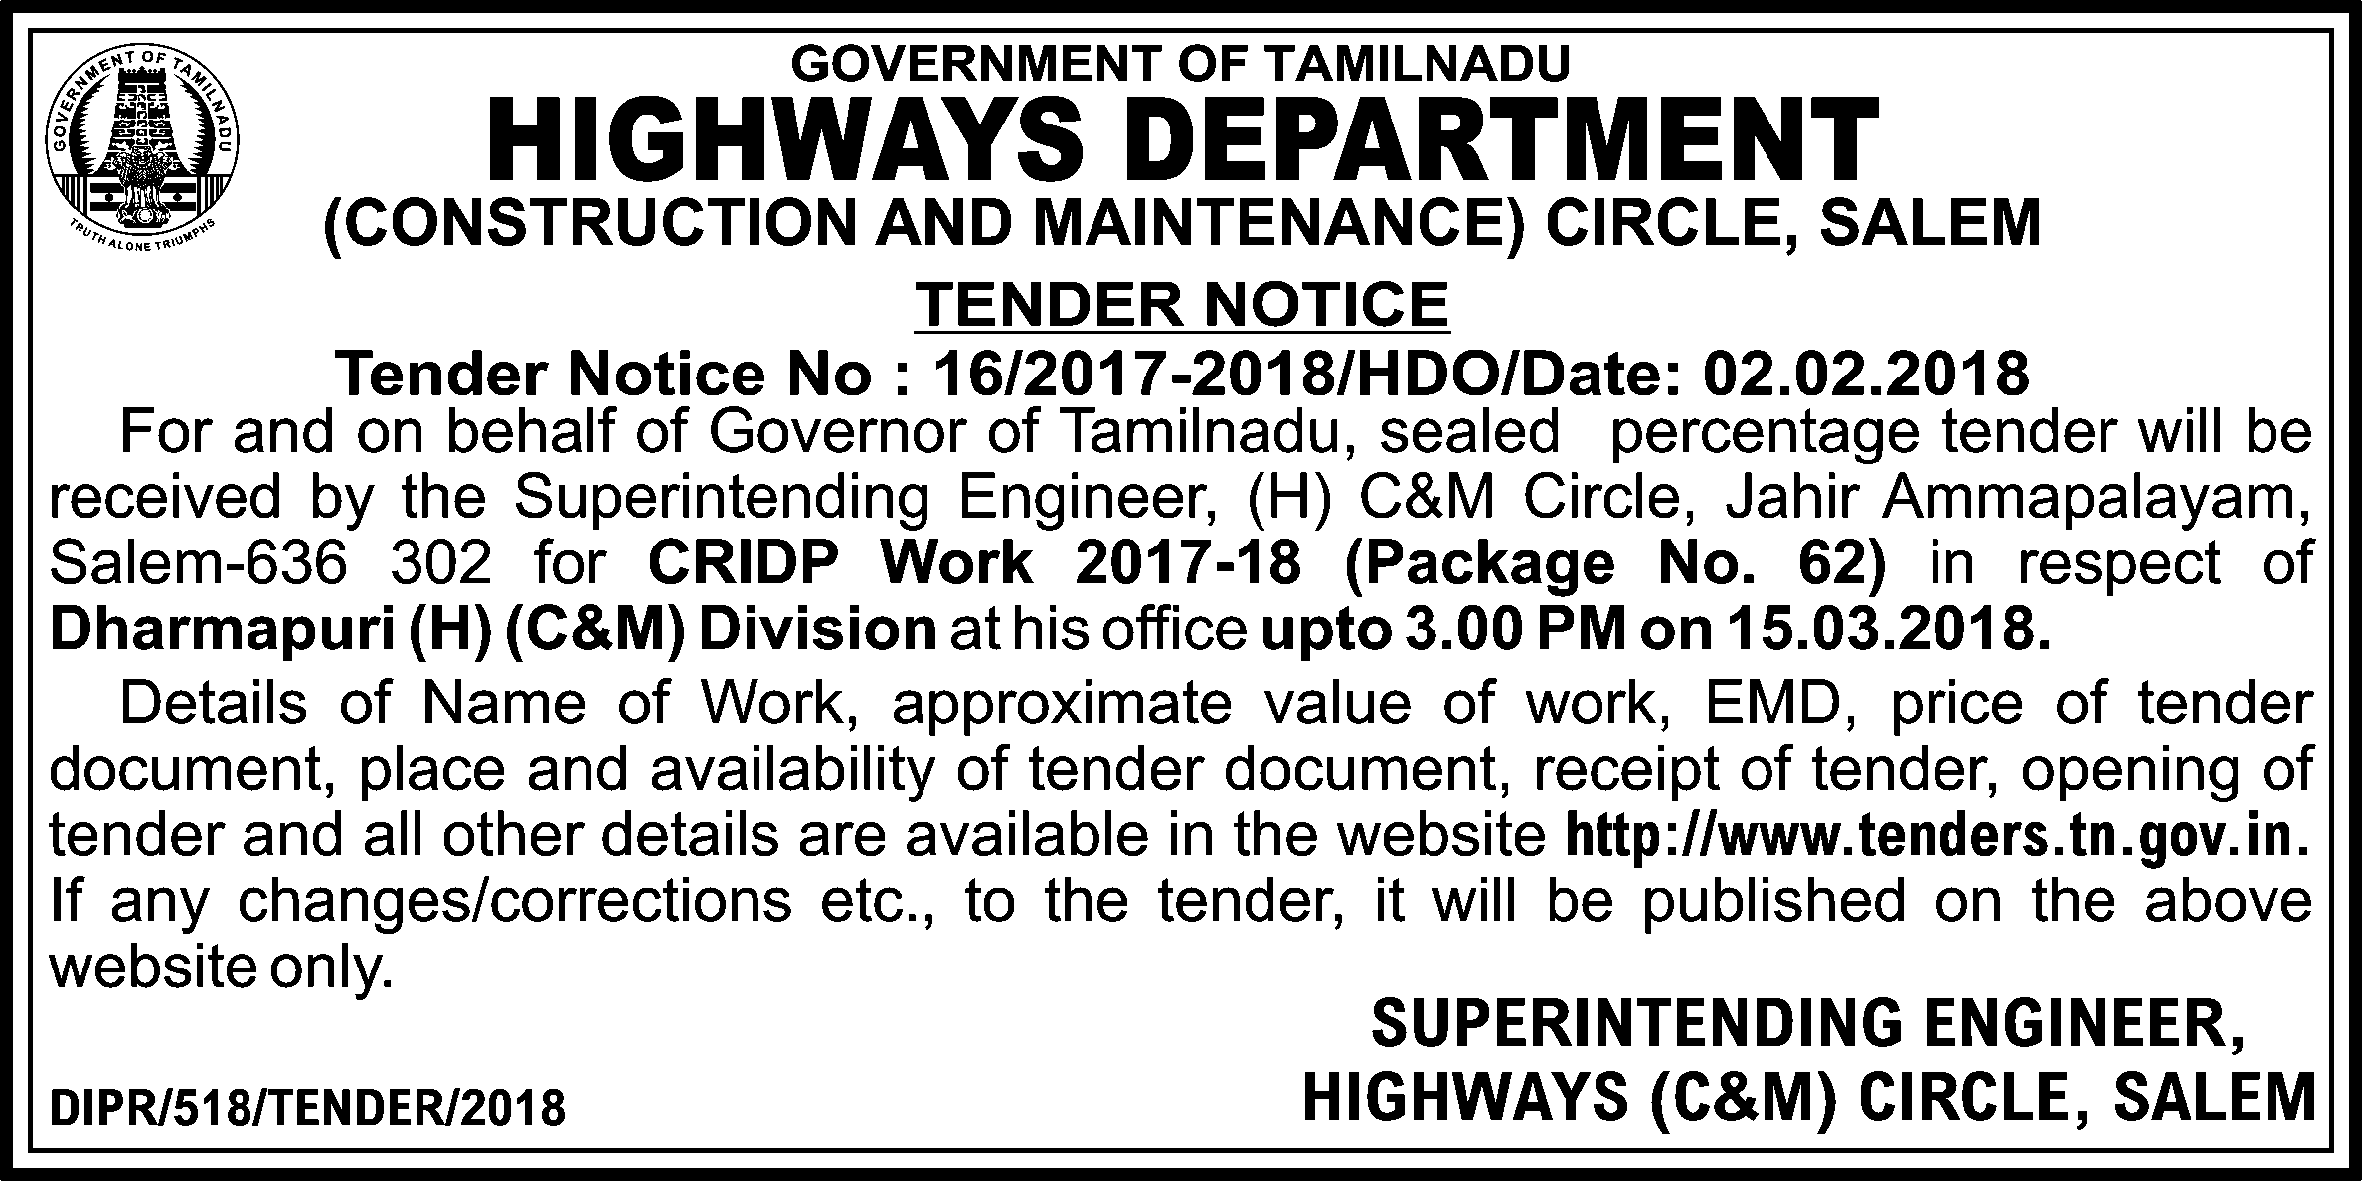 GOVERNMENT OF TAMILNADU
TRUTH ALONE TRIUMPHS
GOVERNMENT OF TAMILNADU
HIGHWAYS DEPARTMENT
(CONSTRUCTION AND MAINTENANCE) CIRCLE, SALEM
TENDER NOTICE
Tender Notice No : 16/2017-2018/HDO/Date: 02.02.2018
For and on behalf of Governor of Tamilnadu, sealed percentage tender will be
received by the Superintending Engineer, (H) C&M Circle, Jahir Ammapalayam,
Salem-636 302 for CRIDP Work 2017-18 (Package No. 62) in respect of
Dharmapuri (H) (C&M) Division at his office upto 3.00 PM on 15.03.2018.
Details of Name of Work, approximate value of work, EMD, price of tender
document, place and availability of tender document, receipt of tender, opening of
tender and all other details are available in the website http://www.tenders.tn.gov.in.
If any changes/corrections etc., to the tender, it will be published on the above
website only.
SUPERINTENDING ENGINEER,
HIGHWAYS (C&M) CIRCLE, SALEM
DIPR/518/TENDER/2018